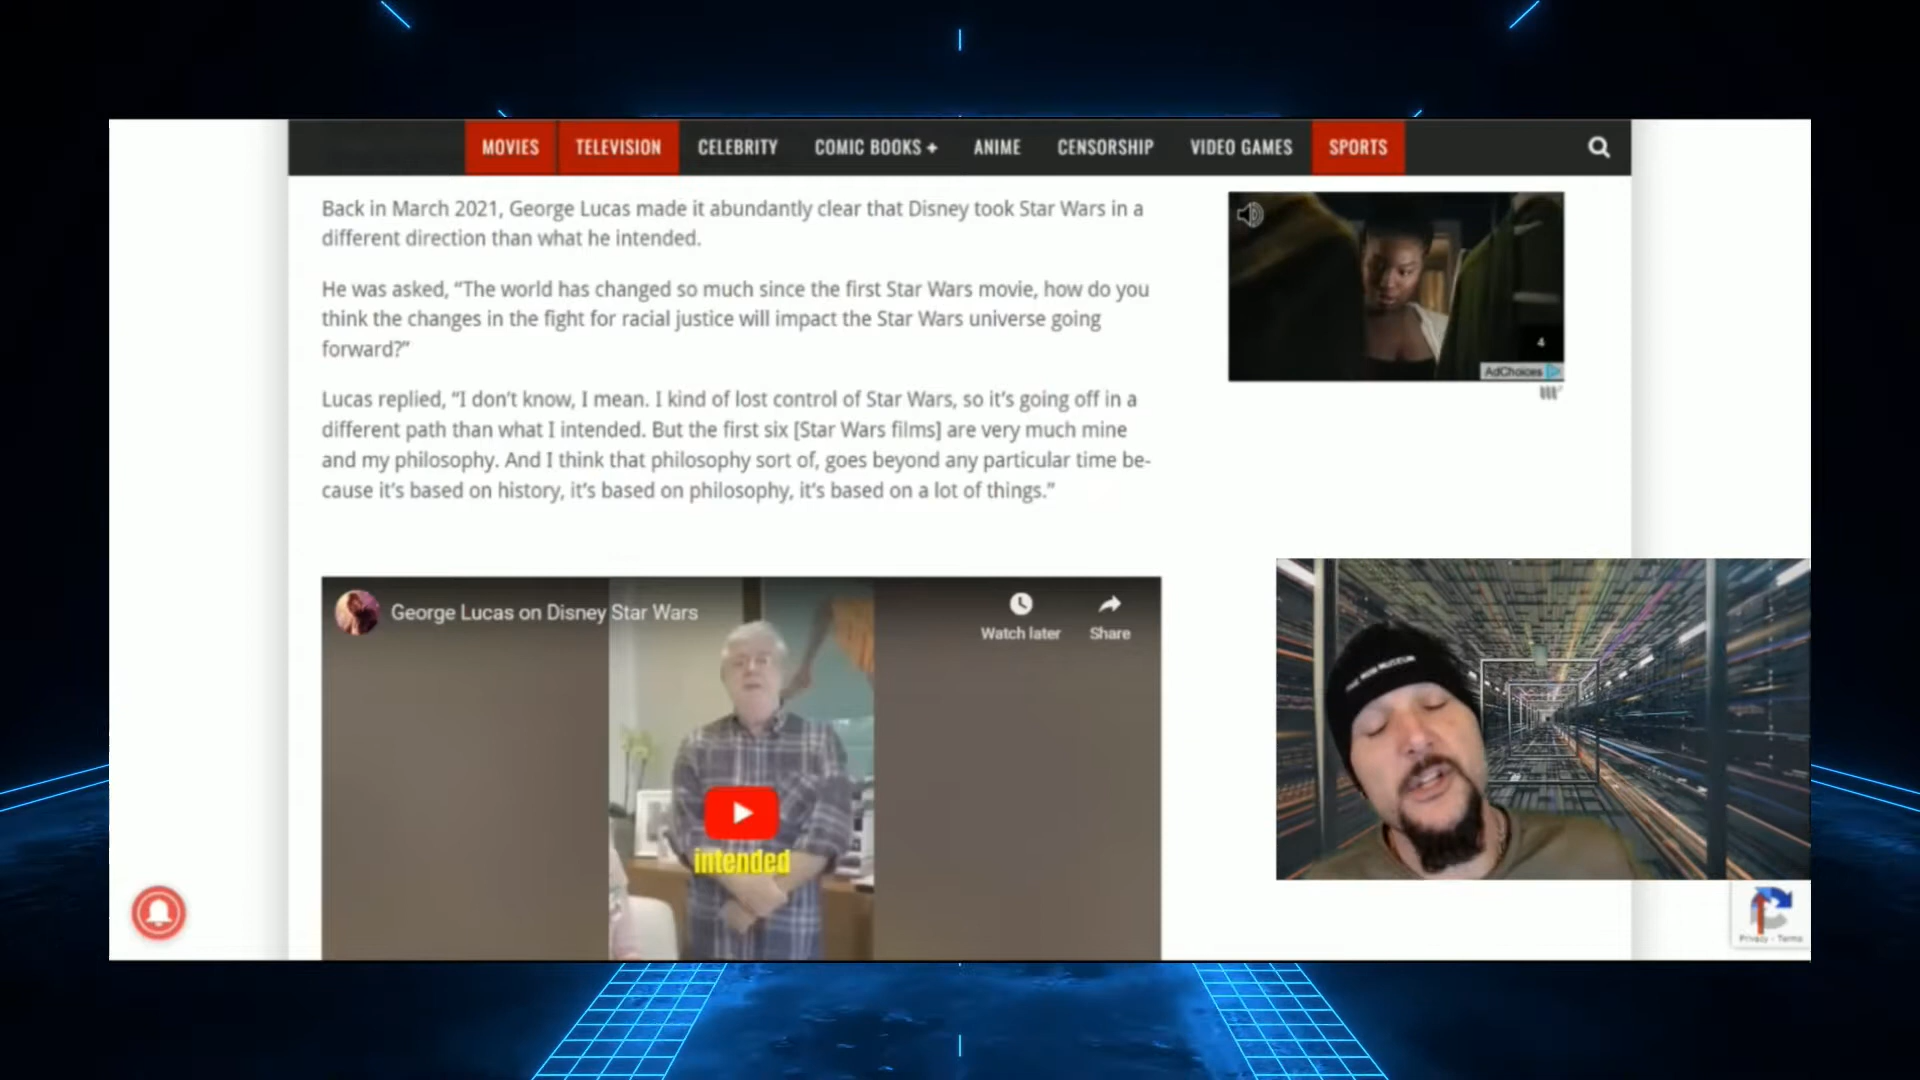 MOVIES TELEVISION CELEBRITY COMIC BOOKS + ANIME CENSORSHIP VIDEO GAMES SPORTS
Back in March 2021, George Lucas made it abundantly clear that Disney took Star Wars in a
different direction than what he intended.
He was asked, “The world has changed so much since the first Star Wars movie, how do you
think the changes in the fight for racial justice will impact the Star Wars universe going
forward?”
Lucas replied, “I don’t know, I mean. I kind of lost control of Star Wars, so it’s going off in a
different path than what I intended. But the first six [Star Wars films] are very much mine
and my philosophy. And I think that philosophy sort of, goes beyond any particular time be-
cause it’s based on history, it’s based on philosophy, it’s based on a lot of things.”
4
AdChoices
George Lucas on Disney Star Wars
Watch later
Share
intended
Privacy - Terms